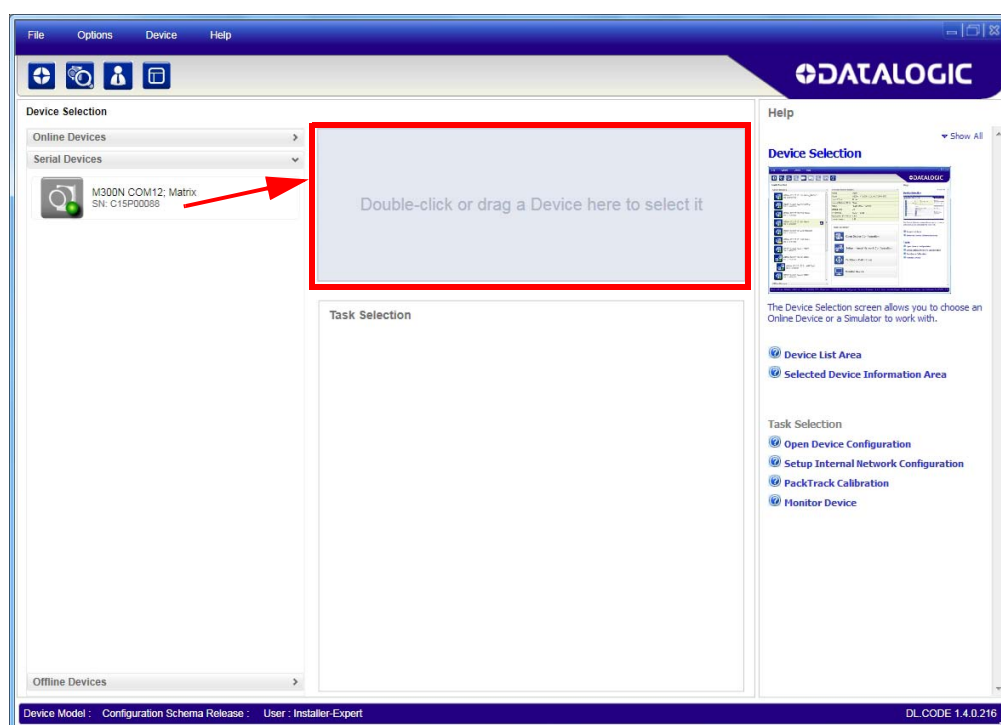 File Options Device Help
DATALOGIC
Device Selection
Online Devices
Serial Devices
M300N COM12; Matrix
SN: C15P00088
Double-click or drag a Device here to select it
Task Selection
Offline Devices
Help
Show All
Device Selection
The Device Selection screen allows you to choose an
Online Device or a Simulator to work with.
Device List Area
Selected Device Information Area
Task Selection
Open Device Configuration
Setup Internal Network Configuration
PackTrack Calibration
Monitor Device
Device Model : Configuration Schema Release : User : Installer-Expert
DL.CODE 1.4.0.216